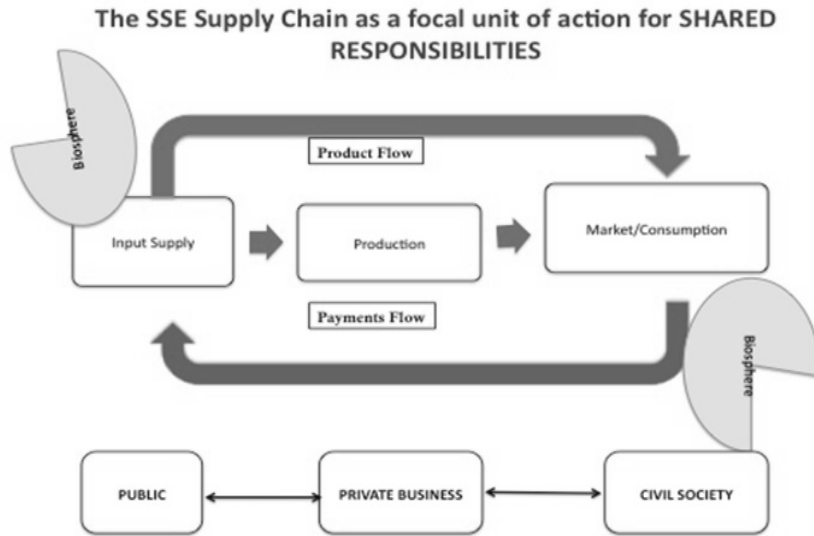 The SSE Supply Chain as a focal unit of action for SHARED
RESPONSIBILITIES
Biosphere
Product Flow
Input Supply
Production
Market/Consumption
Payments Flow
Biosphere
PUBLIC
PRIVATE BUSINESS
CIVIL SOCIETY